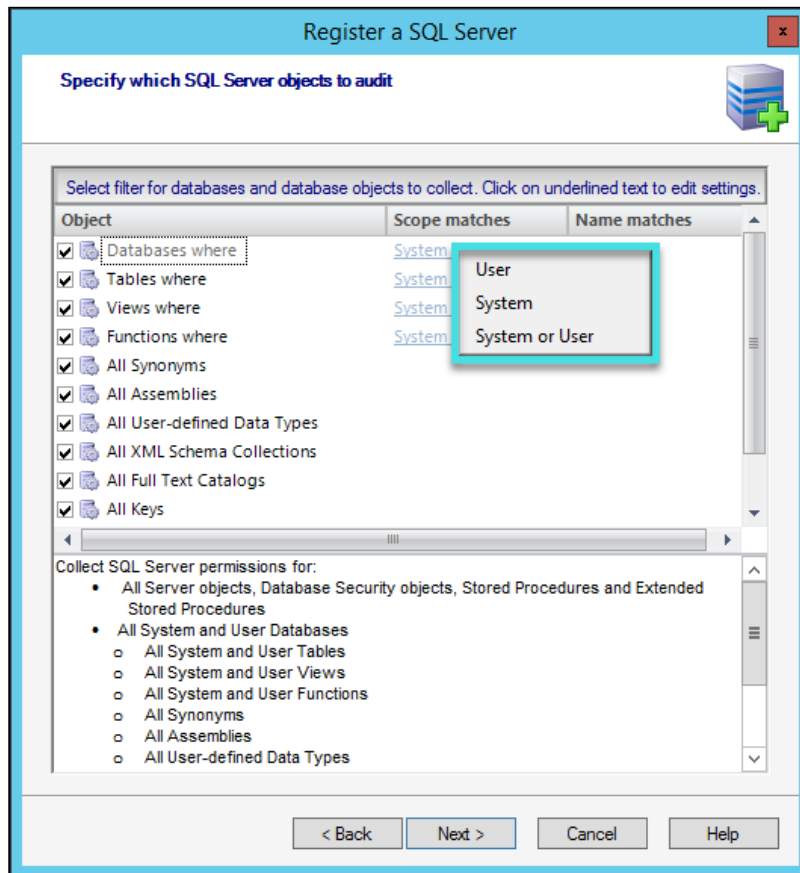 Register a SQL Server
x
Specify which SQL Server objects to audit
Select filter for databases and database objects to collect. Click on underlined text to edit settings.
Object Scope matches Name matches
Databases where System
Tables where System
Views where System
Functions where System
User
System
System or User
All Synonyms
All Assemblies
All User-defined Data Types
All XML Schema Collections
All Full Text Catalogs
All Keys
Collect SQL Server permissions for:
• All Server objects, Database Security objects, Stored Procedures and Extended
Stored Procedures
• All System and User Databases
o All System and User Tables
o All System and User Views
o All System and User Functions
o All Synonyms
o All Assemblies
o All User-defined Data Types
< Back Next > Cancel Help